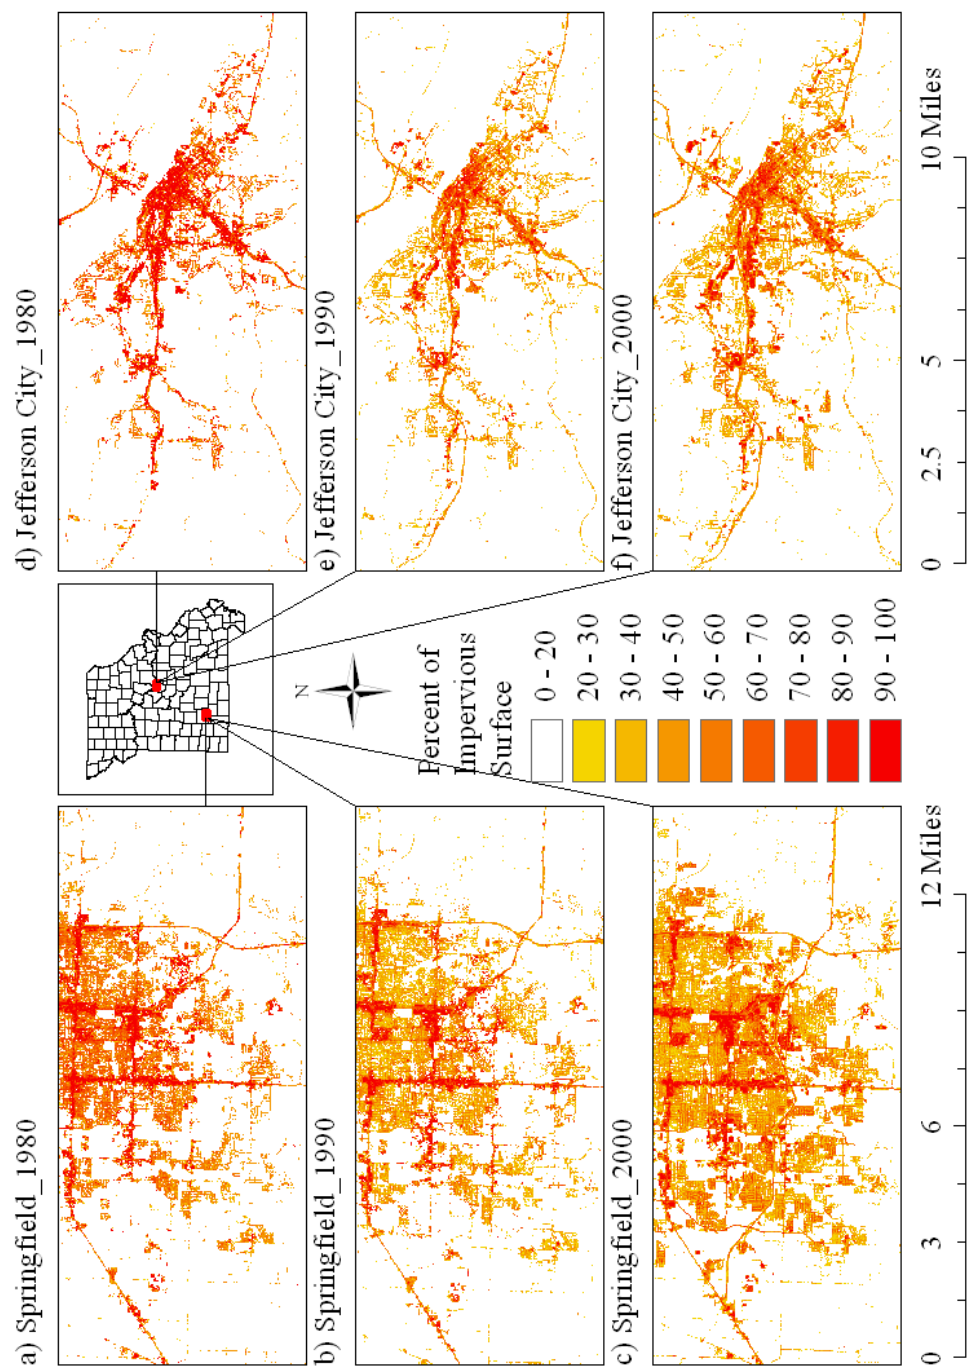 a) Springfield_1980
b) Springfield_1990
c) Springfield_2000
0
3
6
12 Miles
N
Percent of
Impervious
Surface
0 - 20
20 - 30
30 - 40
40 - 50
50 - 60
60 - 70
70 - 80
80 - 90
90 - 100
d) Jefferson City_1980
e) Jefferson City_1990
f) Jefferson City_2000
0
2.5
5
10 Miles